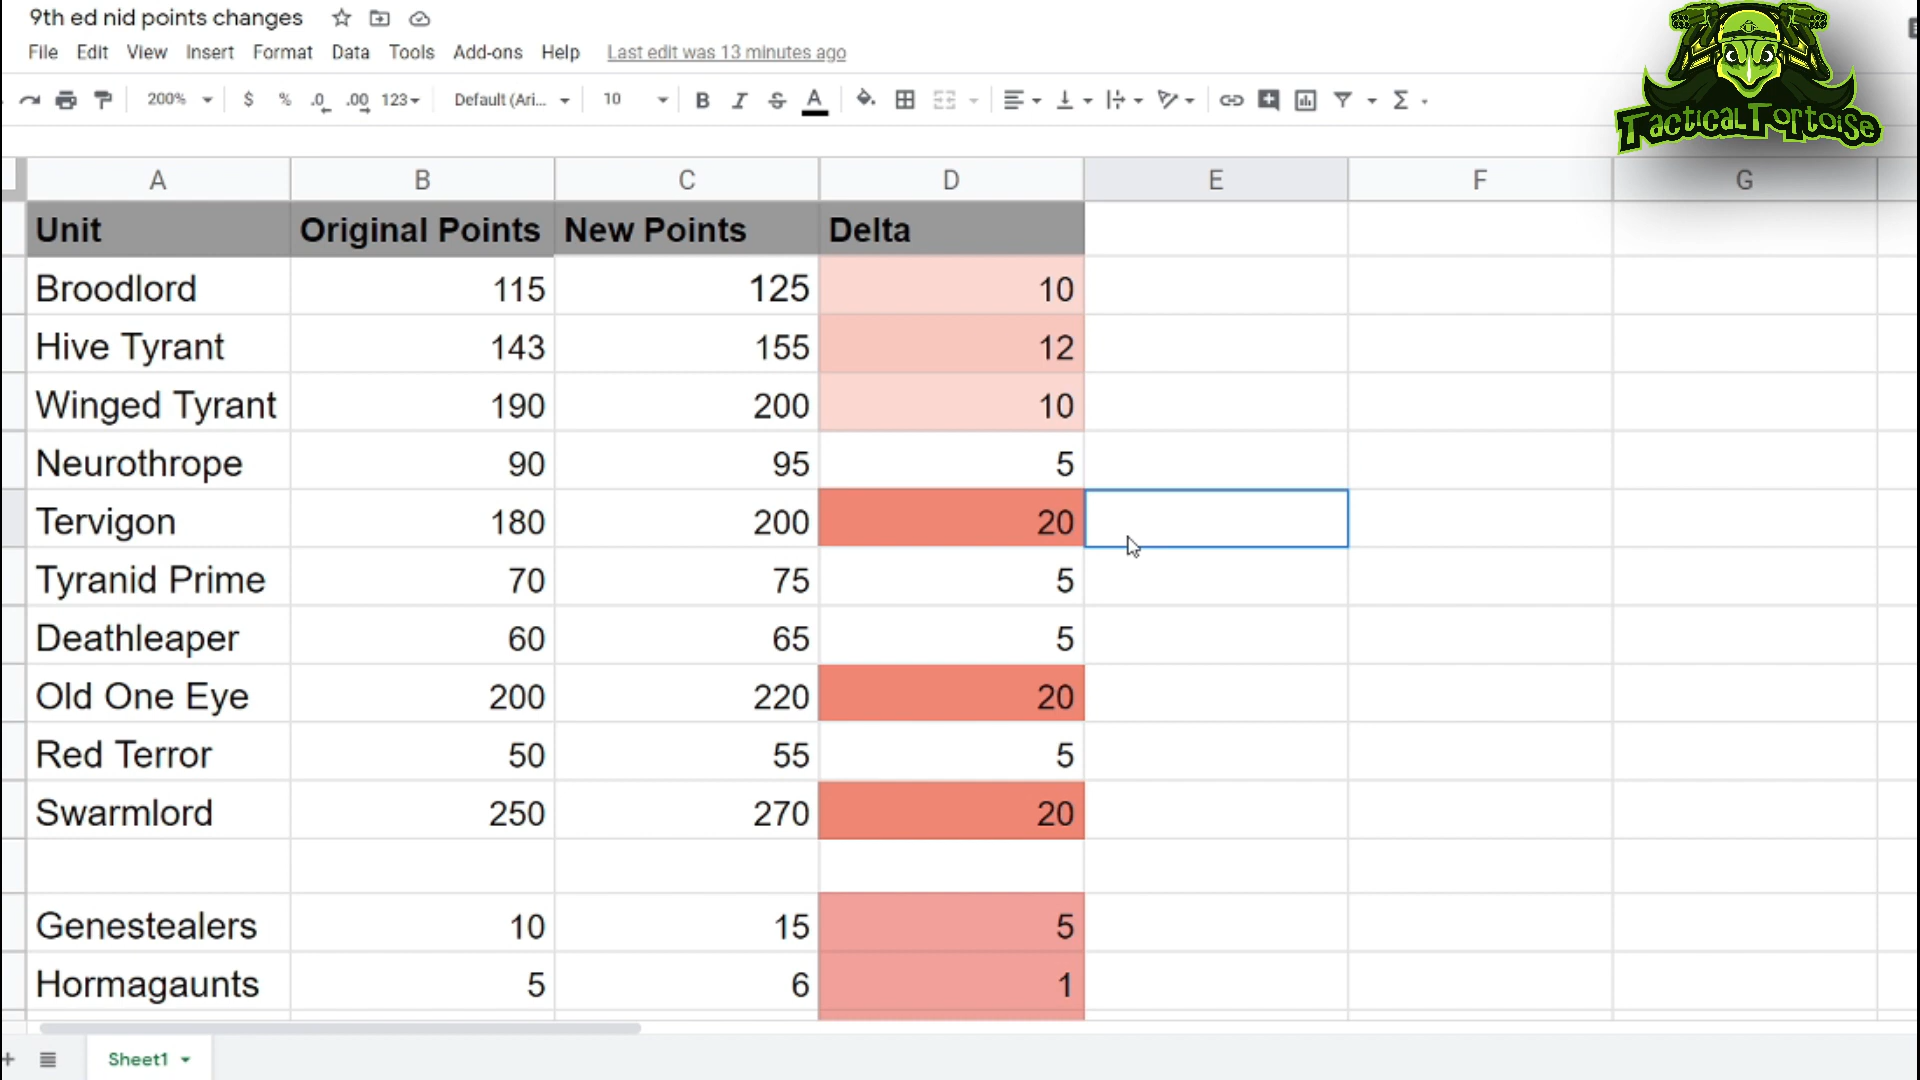 9th ed nid points changes
File Edit View Insert Format Data Tools Add-ons Help Last edit was 13 minutes ago
200% $ % .0 .00 123 Default (Ari... 10 B I S A Σ
TacticalTortoise
A B C D E F G
Unit Original Points New Points Delta
Broodlord 115 125 10
Hive Tyrant 143 155 12
Winged Tyrant 190 200 10
Neurothrope 90 95 5
Tervigon 180 200 20
Tyranid Prime 70 75 5
Deathleaper 60 65 5
Old One Eye 200 220 20
Red Terror 50 55 5
Swarmlord 250 270 20
Genestealers 10 15 5
Hormagaunts 5 6 1
Sheet1